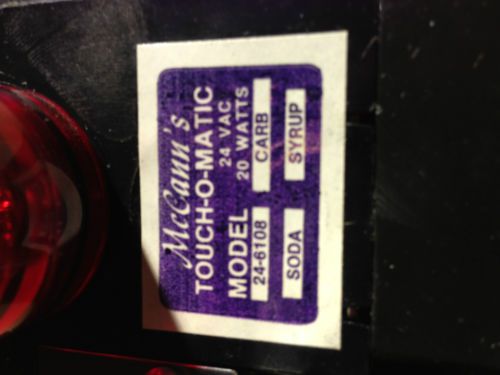 McCann's
TOUCH-O-MATIC
24 VAC
MODEL 20 WATTS
24-6108 CARB
SODA SYRUP